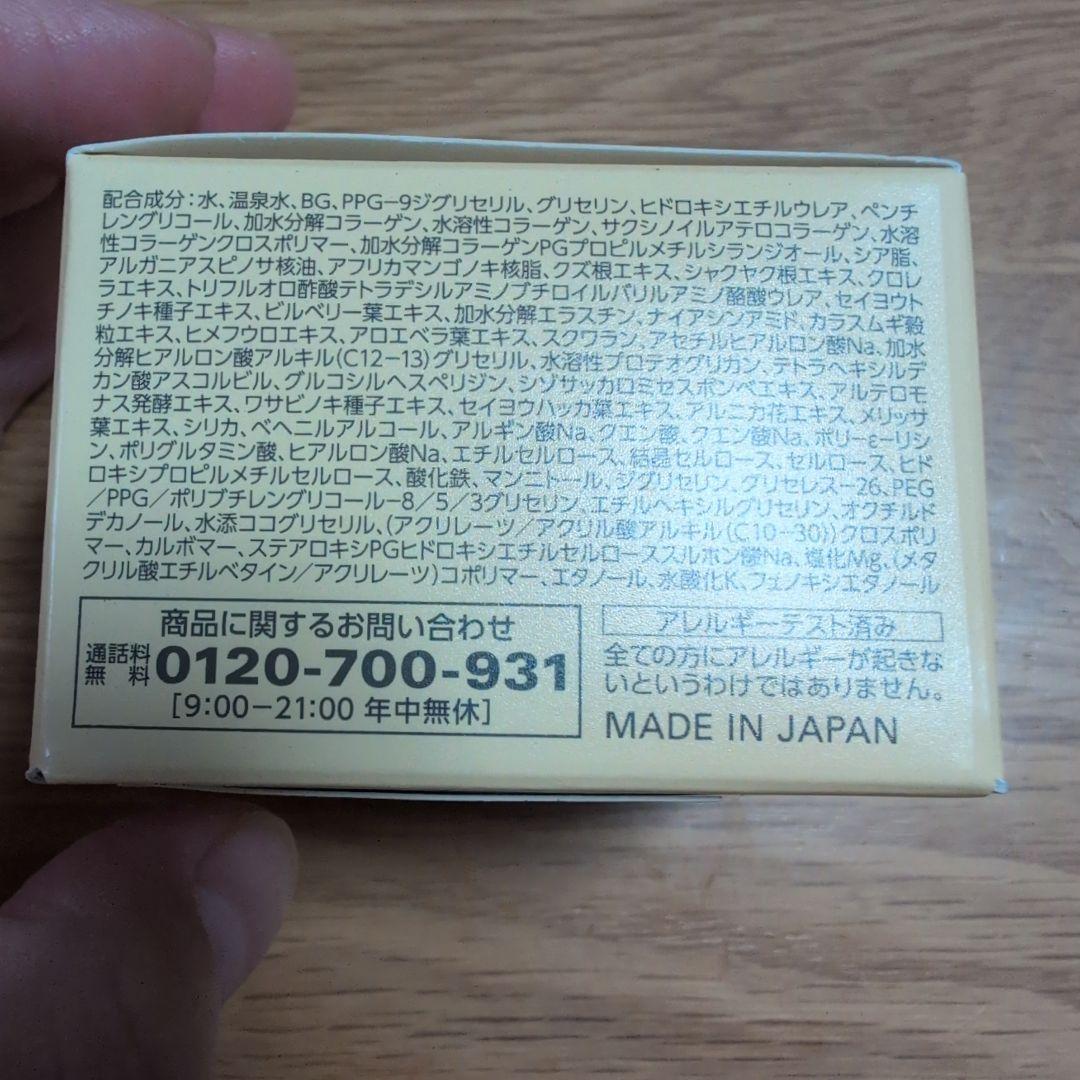 配合成分：水、温泉水、BG、PPG−9ジグリセリル、グリセリン、ヒドロキシエチルウレア、ペンチ
レングリコール、加水分解コラーゲン、水溶性コラーゲン、サクシノイルアテロコラーゲン、水溶
性コラーゲンクロスポリマー、加水分解コラーゲンPGプロピルメチルシランジオール、シア脂、
アルガニアスピノサ核油、アフリカマンゴノキ核脂、クズ根エキス、シャクヤク根エキス、クロレ
ラエキス、トリフルオロ酢酸テトラデシルアミノブチロイルバリルアミノ酪酸ウレア、セイヨウト
チノキ種子エキス、ビルベリー葉エキス、加水分解エラスチン、ナイアシンアミド、カラスムギ穀
粒エキス、ヒメフウロエキス、アロエベラ葉エキス、スクワラン、アセチルヒアルロン酸Na、加水
分解ヒアルロン酸アルキル(C12−13)グリセリル、水溶性プロテオグリカン、テトラヘキシルデ
カン酸アスコルビル、グルコシルヘスペリジン、シゾサッカロミセスポンベエキス、アルテロモ
ナス発酵エキス、ワサビノキ種子エキス、セイヨウハッカ葉エキス、アルニカ花エキス、メリッサ
葉エキス、シリカ、ベヘニルアルコール、アルギン酸Na、クエン酸、クエン酸Na、ポリ−ε−リシ
ン、ポリグルタミン酸、ヒアルロン酸Na、エチルセルロース、結晶セルロース、セルロース、ヒド
ロキシプロピルメチルセルロース、酸化鉄、マンニトール、ジグリセリン、グリセレス−26、PEG
／PPG／ポリブチレングリコール−8／5／3グリセリン、エチルヘキシルグリセリン、オクチルド
デカノール、水添ココグリセリル、(アクリレーツ／アクリル酸アルキル(C10−30))クロスポリ
マー、カルボマー、ステアロキシPGヒドロキシエチルセルローススルホン酸Na、塩化Mg、(メタ
クリル酸エチルベタイン／アクリレーツ)コポリマー、エタノール、水酸化K、フェノキシエタノール
商品に関するお問い合わせ
通話料無料 0120-700-931
[9:00−21:00 年中無休]
アレルギーテスト済み
全ての方にアレルギーが起きな
いというわけではありません。
MADE IN JAPAN